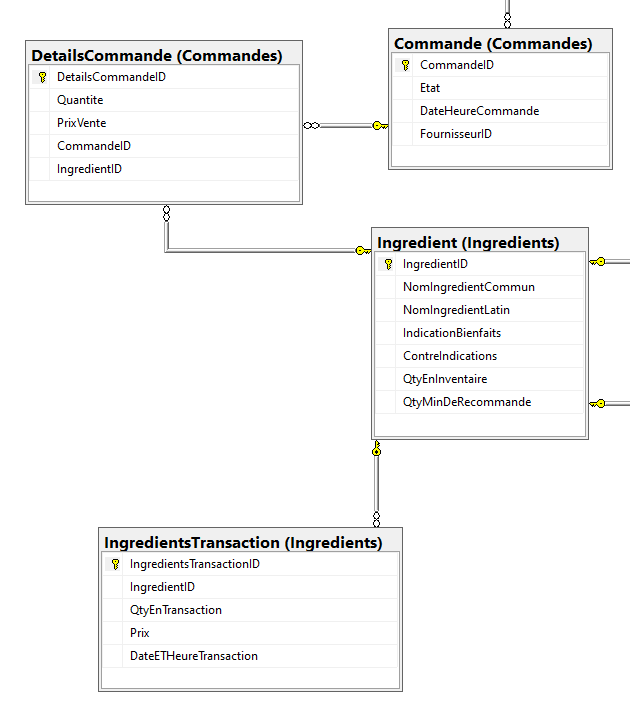 DetailsCommande (Commandes)
DetailsCommandeID
Quantite
PrixVente
CommandeID
IngredientID
Commande (Commandes)
CommandeID
Etat
DateHeureCommande
FournisseurID
Ingredient (Ingredients)
IngredientID
NomIngredientCommun
NomIngredientLatin
IndicationBienfaits
ContreIndications
QtyEnInventaire
QtyMinDeRecommande
IngredientsTransaction (Ingredients)
IngredientsTransactionID
IngredientID
QtyEnTransaction
Prix
DateETHeureTransaction